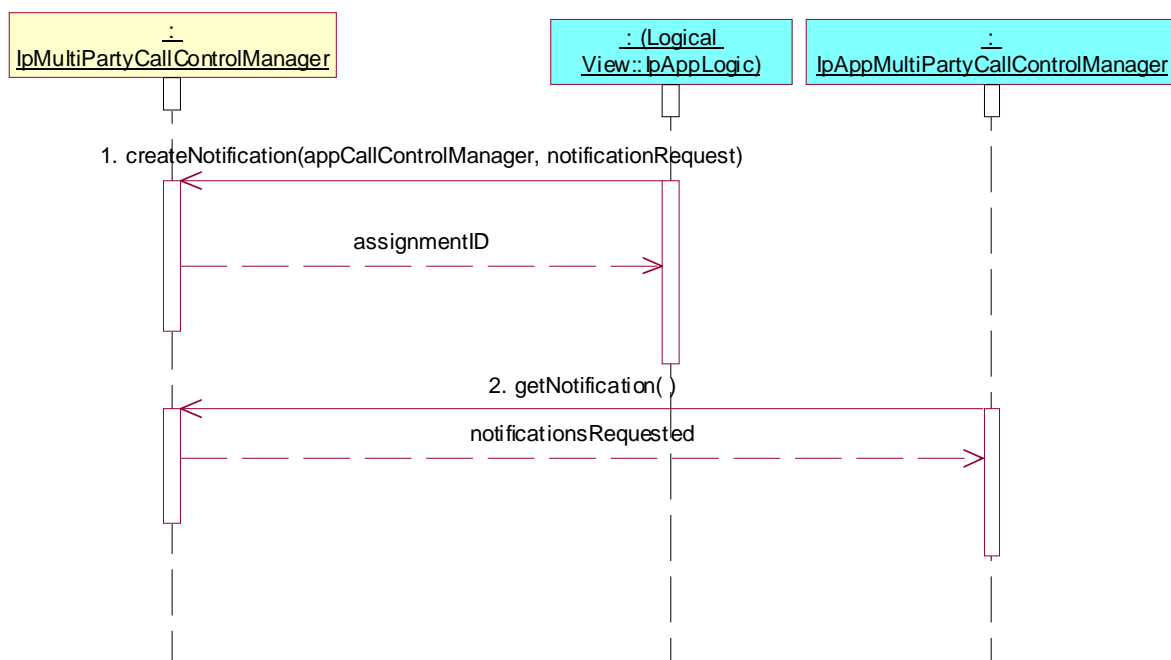 :
IpMultiPartyCallControlManager
: (Logical
View::IpAppLogic)
:
IpAppMultiPartyCallControlManager
1. createNotification(appCallControlManager, notificationRequest)
assignmentID
2. getNotification( )
notificationsRequested